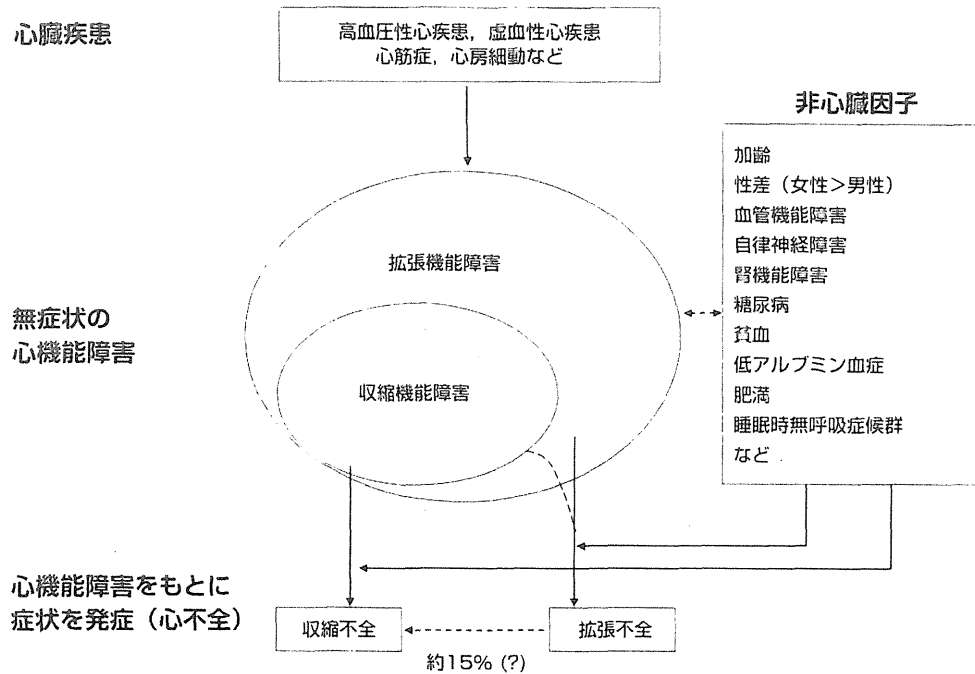 心臓疾患
高血圧性心疾患，虚血性心疾患
心筋症，心房細動など
非心臓因子
加齢
性差（女性＞男性）
血管機能障害
自律神経障害
腎機能障害
糖尿病
貧血
低アルブミン血症
肥満
睡眠時無呼吸症候群
など
拡張機能障害
無症状の
心機能障害
収縮機能障害
心機能障害をもとに
症状を発症（心不全）
収縮不全
拡張不全
約15% (?)